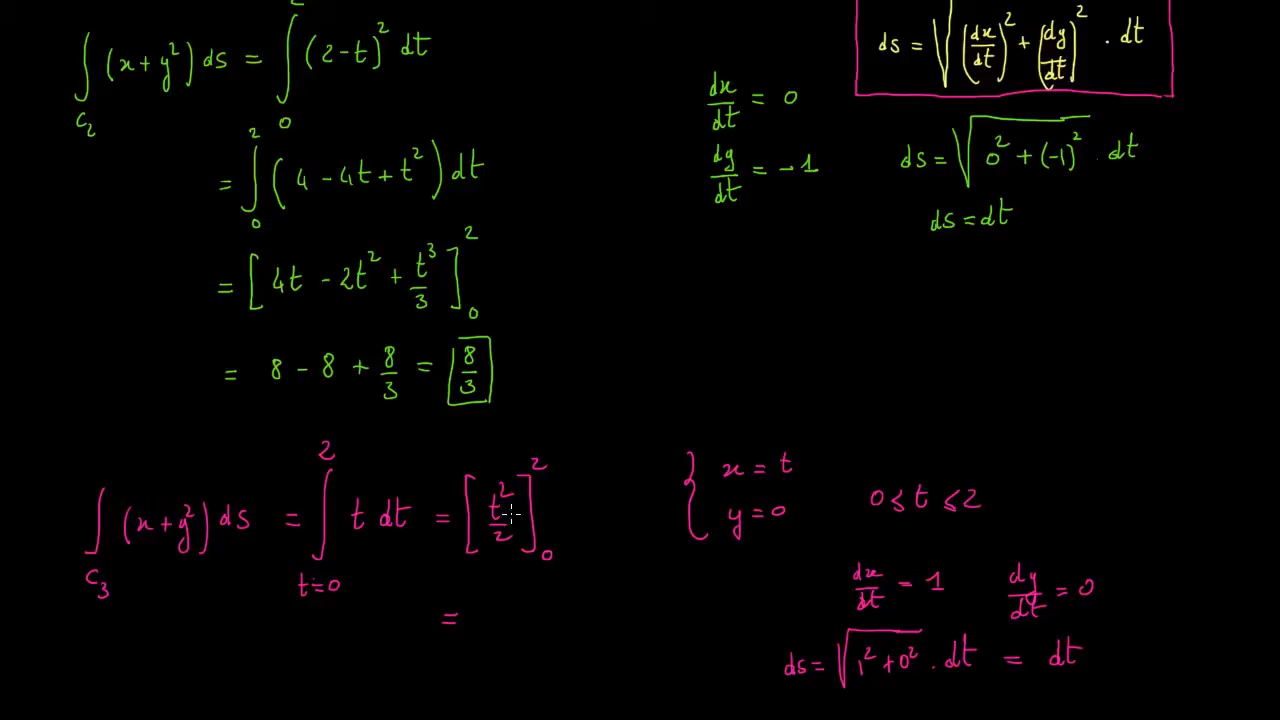 ∫_{C₂} (x+y²) ds = ∫_0^2 (2-t)² dt
= ∫_0^2 (4 - 4t + t²) dt
= [4t - 2t² + t³/3]_0^2
= 8 - 8 + 8/3 = 8/3
ds = √((dx/dt)² + (dy/dt)²) . dt
dx/dt = 0
dy/dt = -1
ds = √(0² + (-1)²) . dt
ds = dt
∫_{C₃} (x+y²) ds = ∫_{t=0}^2 t dt = [t²/2]_0^2
=
{ x = t
y = 0
0 ≤ t ≤ 2
dx/dt = 1 dy/dt = 0
ds = √(1² + 0²) . dt = dt